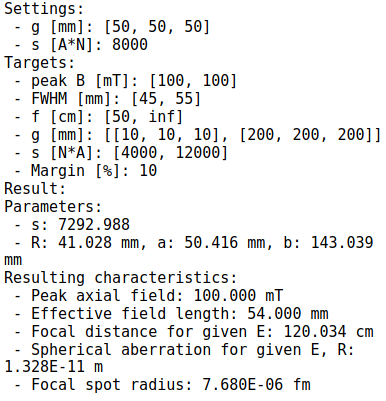 Settings:
- g [mm]: [50, 50, 50]
- s [A*N]: 8000
Targets:
- peak B [mT]: [100, 100]
- FWHM [mm]: [45, 55]
- f [cm]: [50, inf]
- g [mm]: [[10, 10, 10], [200, 200, 200]]
- s [N*A]: [4000, 12000]
- Margin [%]: 10
Result:
Parameters:
- s: 7292.988
- R: 41.028 mm, a: 50.416 mm, b: 143.039
mm
Resulting characteristics:
- Peak axial field: 100.000 mT
- Effective field length: 54.000 mm
- Focal distance for given E: 120.034 cm
- Spherical aberration for given E, R:
1.328E-11 m
- Focal spot radius: 7.680E-06 fm